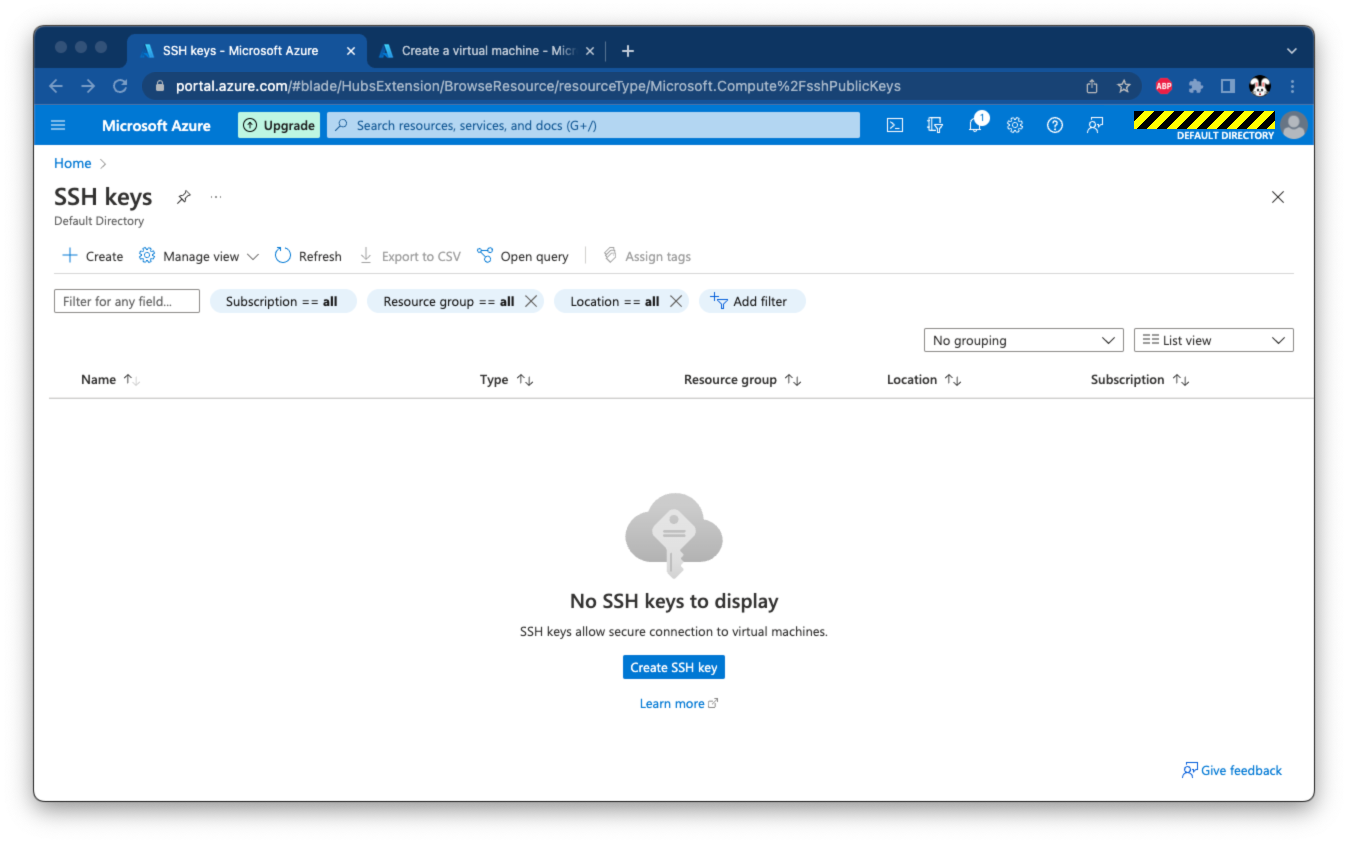 SSH keys - Microsoft Azure
Create a virtual machine - Micr
portal.azure.com/#blade/HubsExtension/BrowseResource/resourceType/Microsoft.Compute%2FsshPublicKeys
ABP
Microsoft Azure
Upgrade
Search resources, services, and docs (G+/)
1
DEFAULT DIRECTORY
Home
SSH keys
...
Default Directory
Create
Manage view
Refresh
Export to CSV
Open query
Assign tags
Filter for any field...
Subscription == all
Resource group == all
Location == all
Add filter
No grouping
List view
Name
Type
Resource group
Location
Subscription
No SSH keys to display
SSH keys allow secure connection to virtual machines.
Create SSH key
Learn more
Give feedback